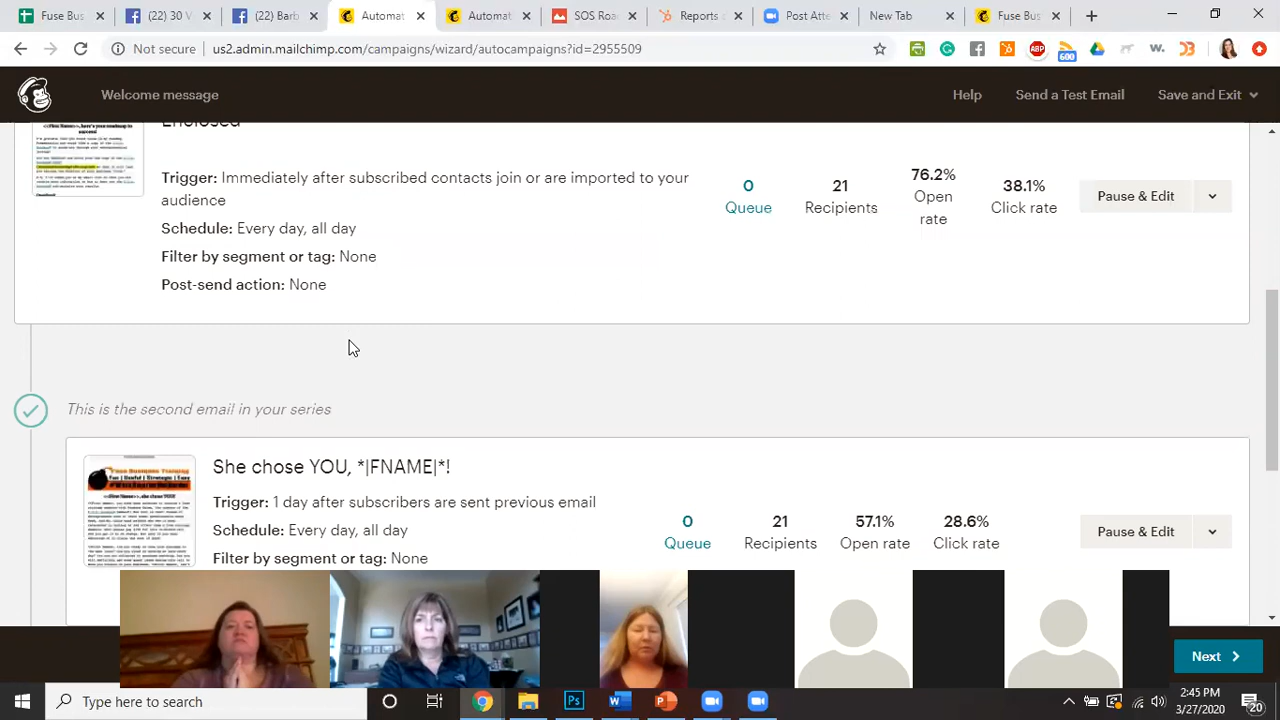 Fuse Bus
(22) 30 V
(22) Barb
Automat
Automat
SOS Roa
Reports
Post Atte
New Tab
Fuse Bu
Not secure
us2.admin.mailchimp.com/campaigns/wizard/autocampaigns?id=2955509
ABP
600
Welcome message
Help
Send a Test Email
Save and Exit
Enclosed
Trigger: Immediately after subscribed contacts join or are imported to your
audience
Schedule: Every day, all day
Filter by segment or tag: None
Post-send action: None
0
Queue
21
Recipients
76.2%
Open
rate
38.1%
Click rate
Pause & Edit
This is the second email in your series
She chose YOU, *|FNAME|*!
Trigger: 1 day after subscribers are sent previous email
Schedule: Every day, all day
Filter by segment or tag: None
0
Queue
21
Recipients
57.1%
Open rate
28.6%
Click rate
Pause & Edit
Fuse Business Training
Next
Type here to search
2:45 PM
3/27/2020
20